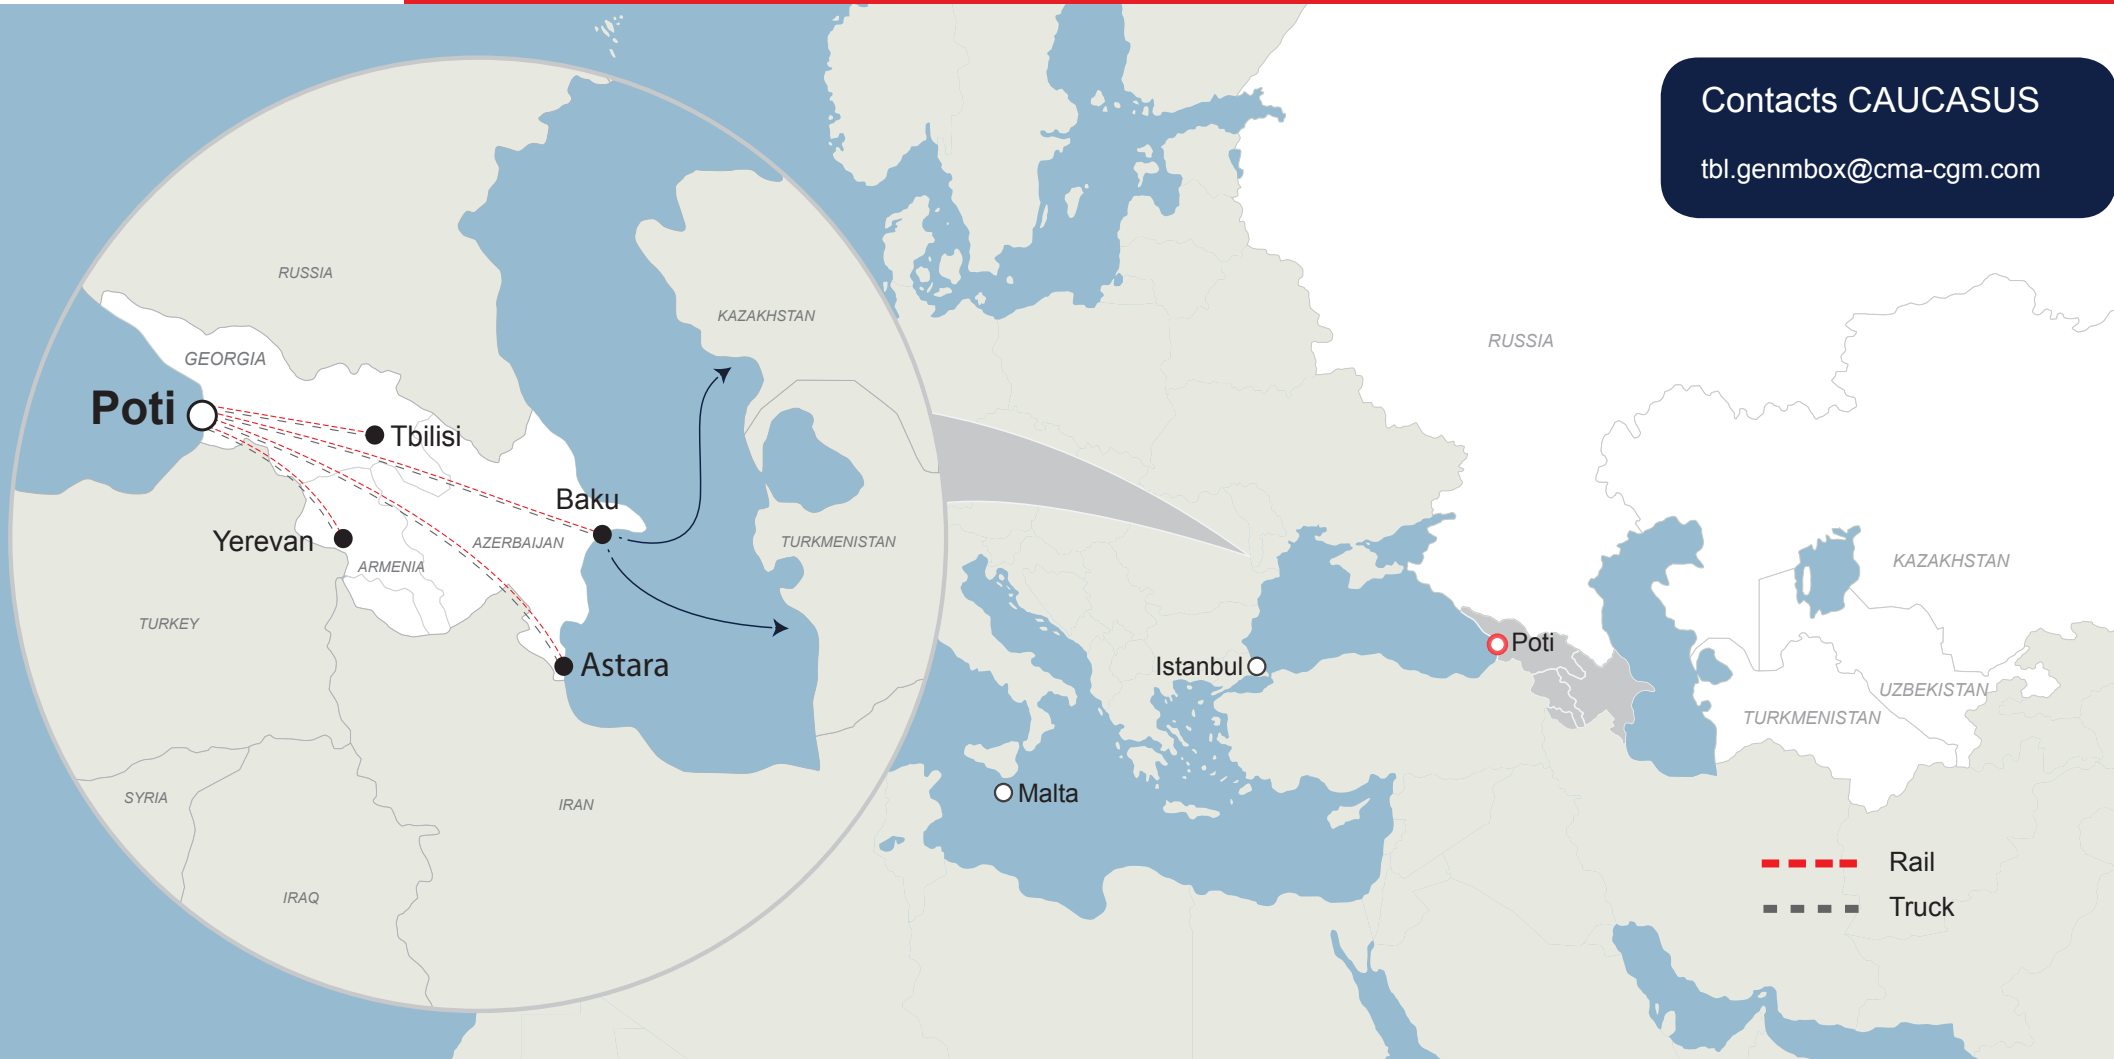 Contacts CAUCASUS
tbl.genmbox@cma-cgm.com
RUSSIA
KAZAKHSTAN
GEORGIA
Poti
Tbilisi
Baku
Yerevan
AZERBAIJAN
ARMENIA
TURKMENISTAN
TURKEY
Astara
SYRIA
IRAN
IRAQ
RUSSIA
KAZAKHSTAN
Poti
Istanbul
UZBEKISTAN
TURKMENISTAN
Malta
Rail
Truck